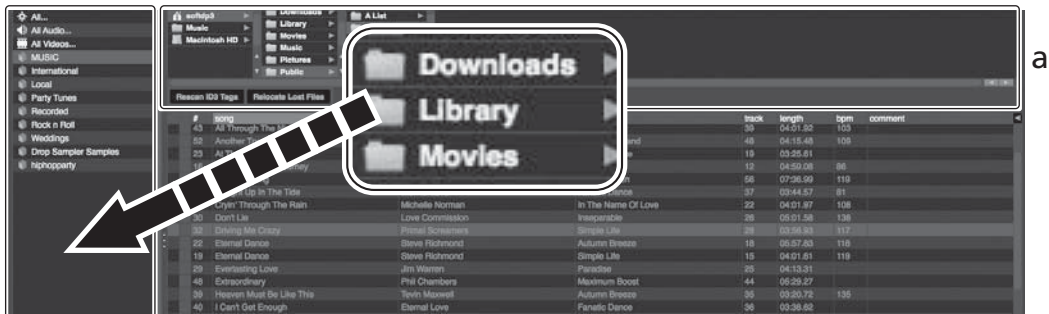 All...
All Audio...
All Videos...
MUSIC
International
Local
Party Tunes
Recorded
Rock n Roll
Weddings
Drop Sampler Samples
hiphopparty
softdp3
Music
Macintosh HD
Downloads
Library
Movies
Music
Pictures
Public
A List
Rescan ID3 Tags Relocate Lost Files
Downloads
Library
Movies
a
# song track length bpm comment
43 All Through The 39 04:01.92 103
52 Another 48 04:15.48 109
23 19 03:25.61
12 04:59.08 86
58 07:36.99 119
Up In The Tide 37 03:44.57 81
Cryin' Through The Rain Michelle Norman In The Name Of Love 22 04:01.97 108
30 Don't Lie Love Commission Inseparable 28 05:01.58 138
32 Driving Me Crazy Primal Screamers Simple Life 28 03:56.93 117
22 Eternal Dance Steve Richmond Autumn Breeze 18 05:57.83 118
19 Eternal Dance Steve Richmond Simple Life 15 04:01.61 119
29 Everlasting Love Jim Warren Paradise 25 04:13.31
48 Extraordinary Phil Chambers Maximum Boost 44 06:29.27
39 Heaven Must Be Like This Tevin Maxwell Autumn Breeze 35 03:20.72 135
40 I Can't Get Enough Eternal Love Fanatic Dance 36 03:38.62